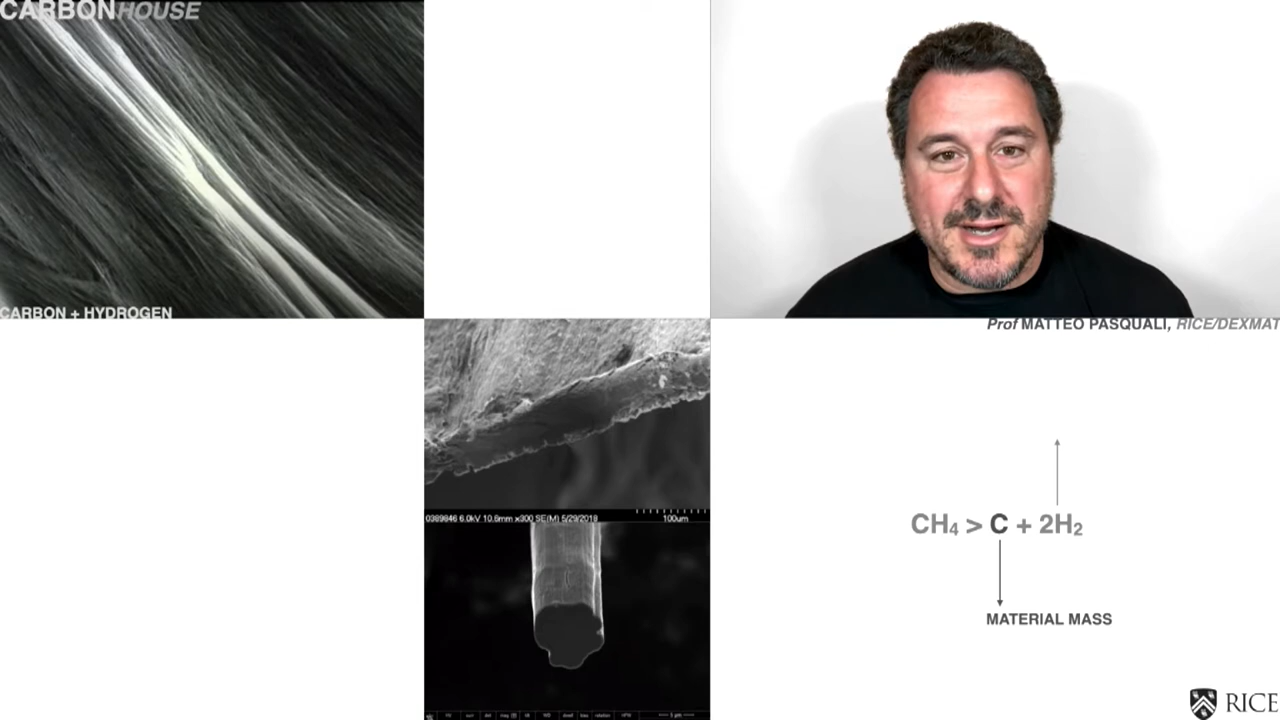 CARBONHOUSE
CARBON + HYDROGEN
Prof MATTEO PASQUALI, RICE/DEXMAT
0389846 6.0kV 10.6mm x300 SE(M) 5/29/2018
100um
CH₄ > C + 2H₂
MATERIAL MASS
RICE